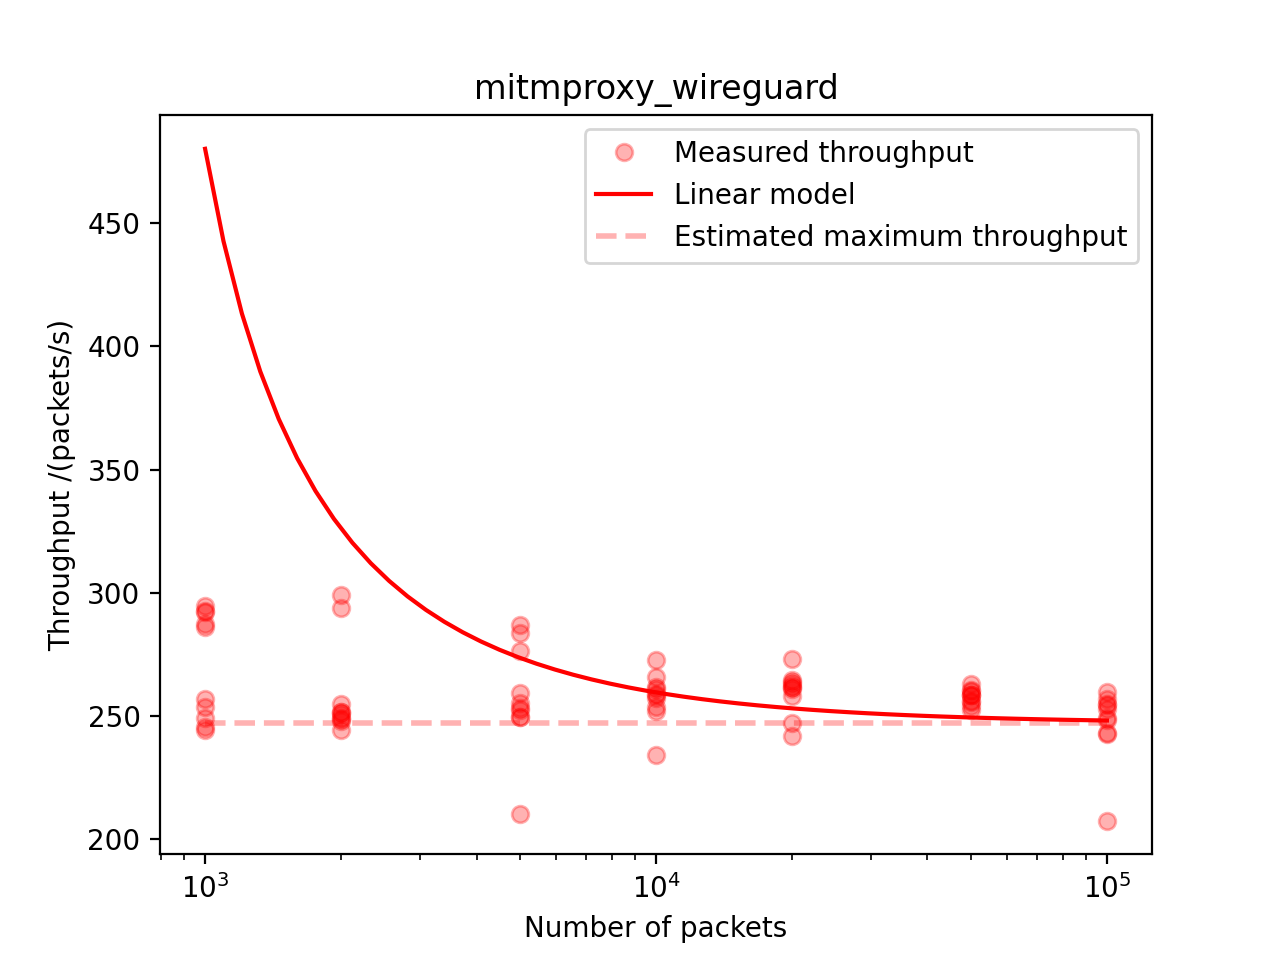 mitmproxy_wireguard
Measured throughput
Linear model
Estimated maximum throughput
Throughput /(packets/s)
450
400
350
300
250
200
10³
10⁴
10⁵
Number of packets